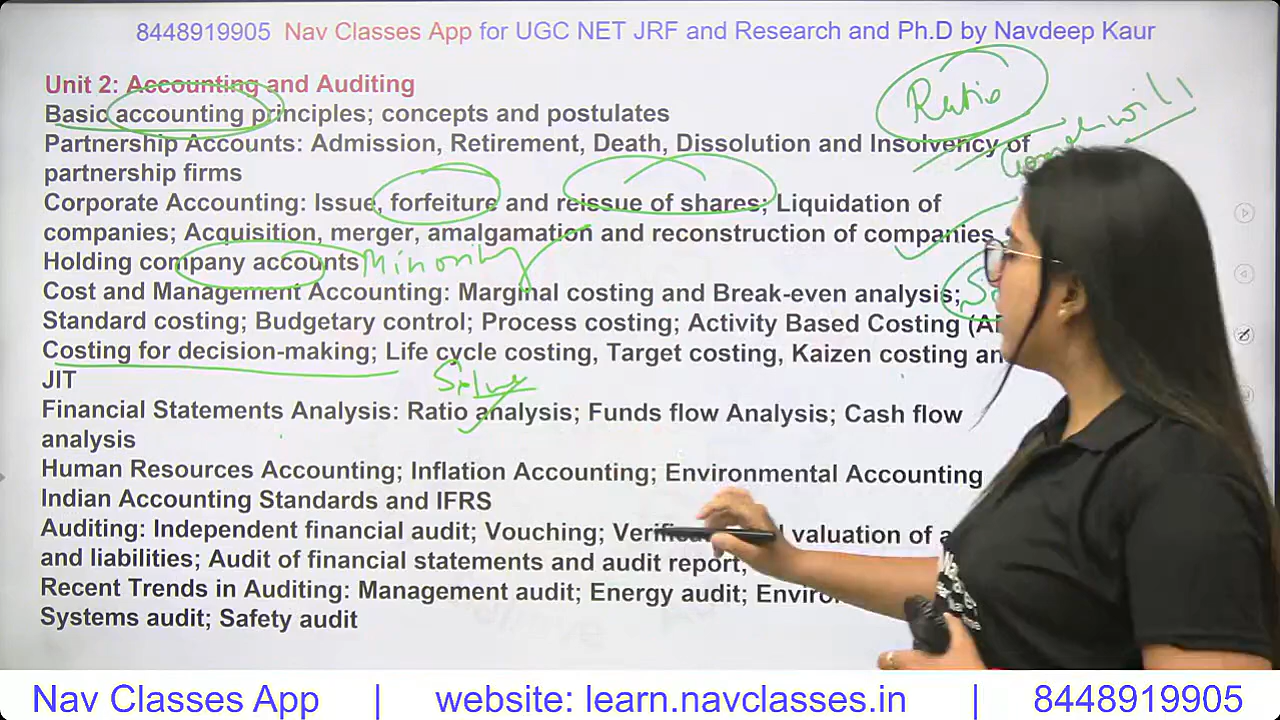 8448919905 Nav Classes App for UGC NET JRF and Research and Ph.D by Navdeep Kaur
Unit 2: Accounting and Auditing
Ratio
Basic accounting principles; concepts and postulates
Goodwill
Partnership Accounts: Admission, Retirement, Death, Dissolution and Insolvency of
partnership firms
Corporate Accounting: Issue, forfeiture and reissue of shares; Liquidation of
companies; Acquisition, merger, amalgamation and reconstruction of companies
Holding company accounts Minority
Cost and Management Accounting: Marginal costing and Break-even analysis;
Standard costing; Budgetary control; Process costing; Activity Based Costing
Costing for decision-making; Life cycle costing, Target costing, Kaizen costing
JIT
Financial Statements Analysis: Ratio analysis; Funds flow Analysis; Cash flow
analysis
Human Resources Accounting; Inflation Accounting; Environmental Accounting
Indian Accounting Standards and IFRS
Auditing: Independent financial audit; Vouching; valuation of
and liabilities; Audit of financial statements and audit report;
Recent Trends in Auditing: Management audit; Energy audit;
Systems audit; Safety audit
Nav Classes App | website: learn.navclasses.in | 8448919905